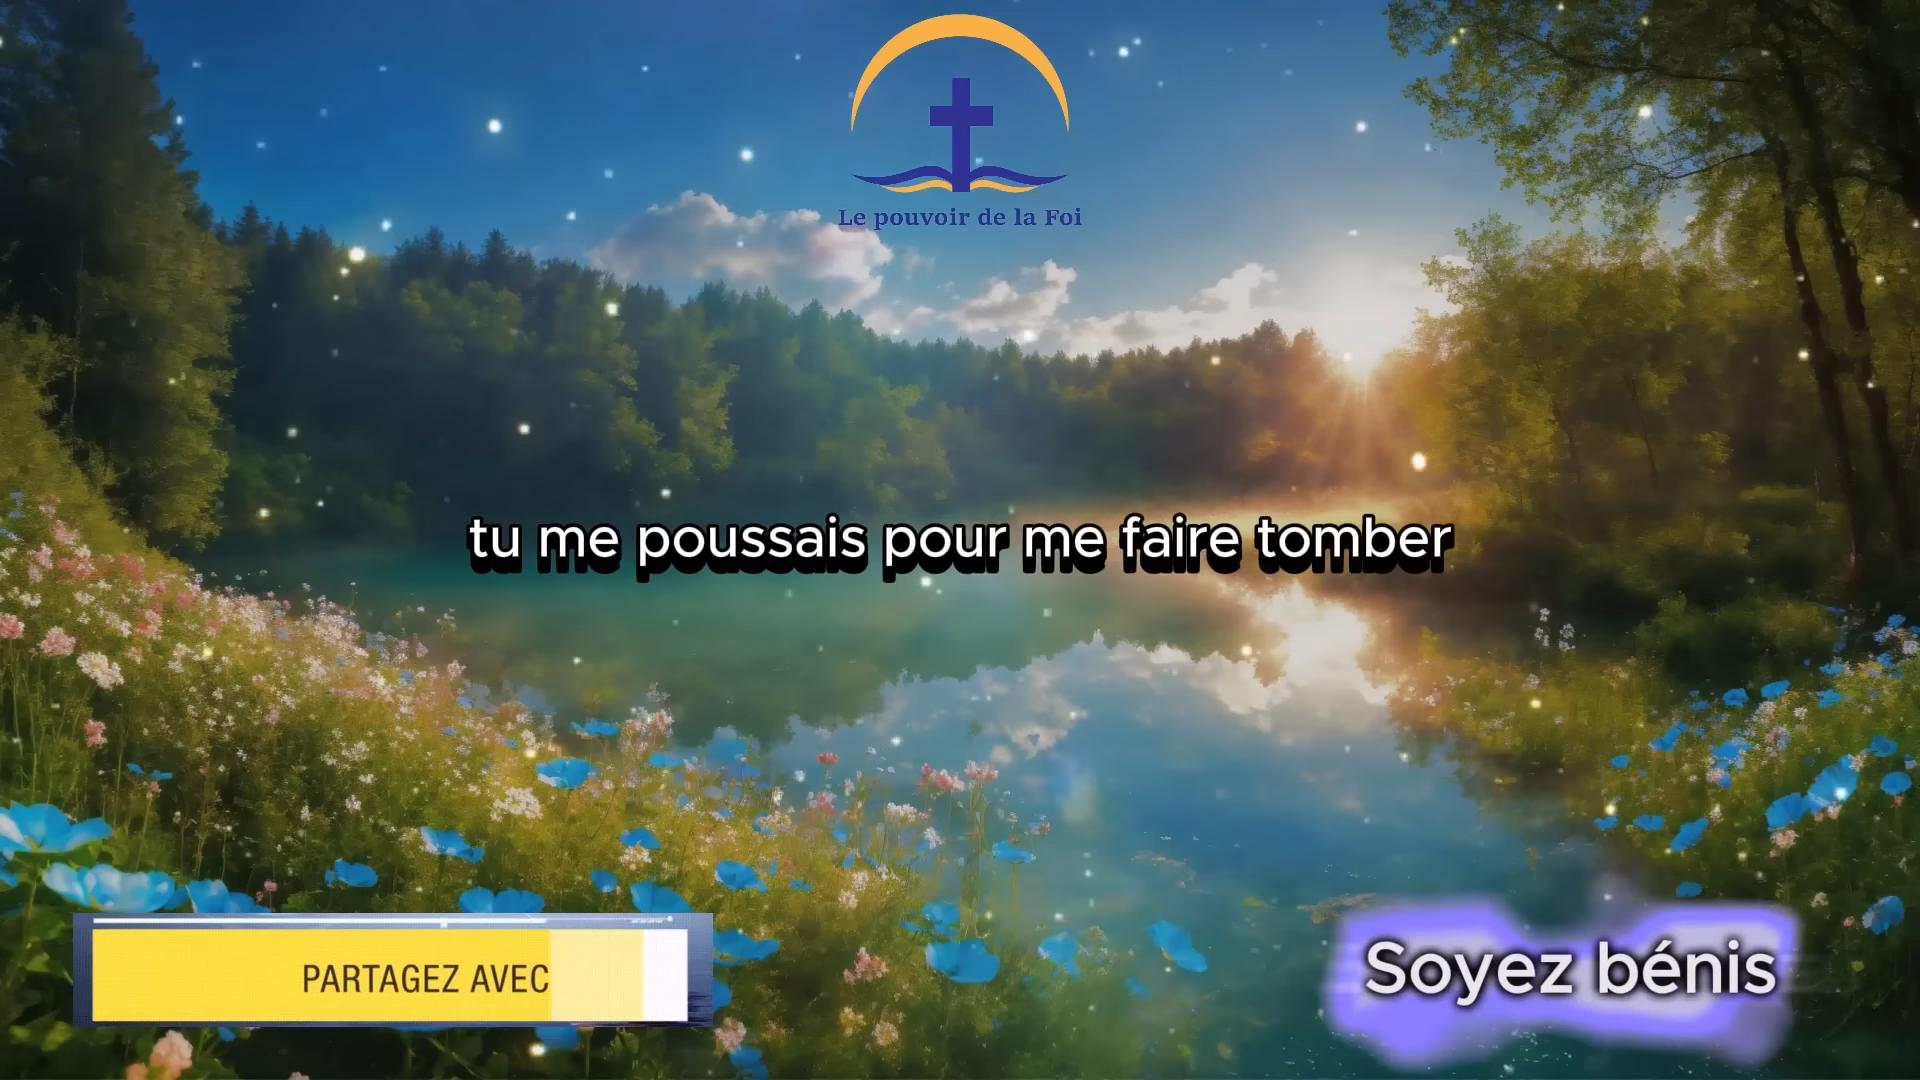 Le pouvoir de la Foi
tu me poussais pour me faire tomber
PARTAGEZ AVEC
Soyez bénis